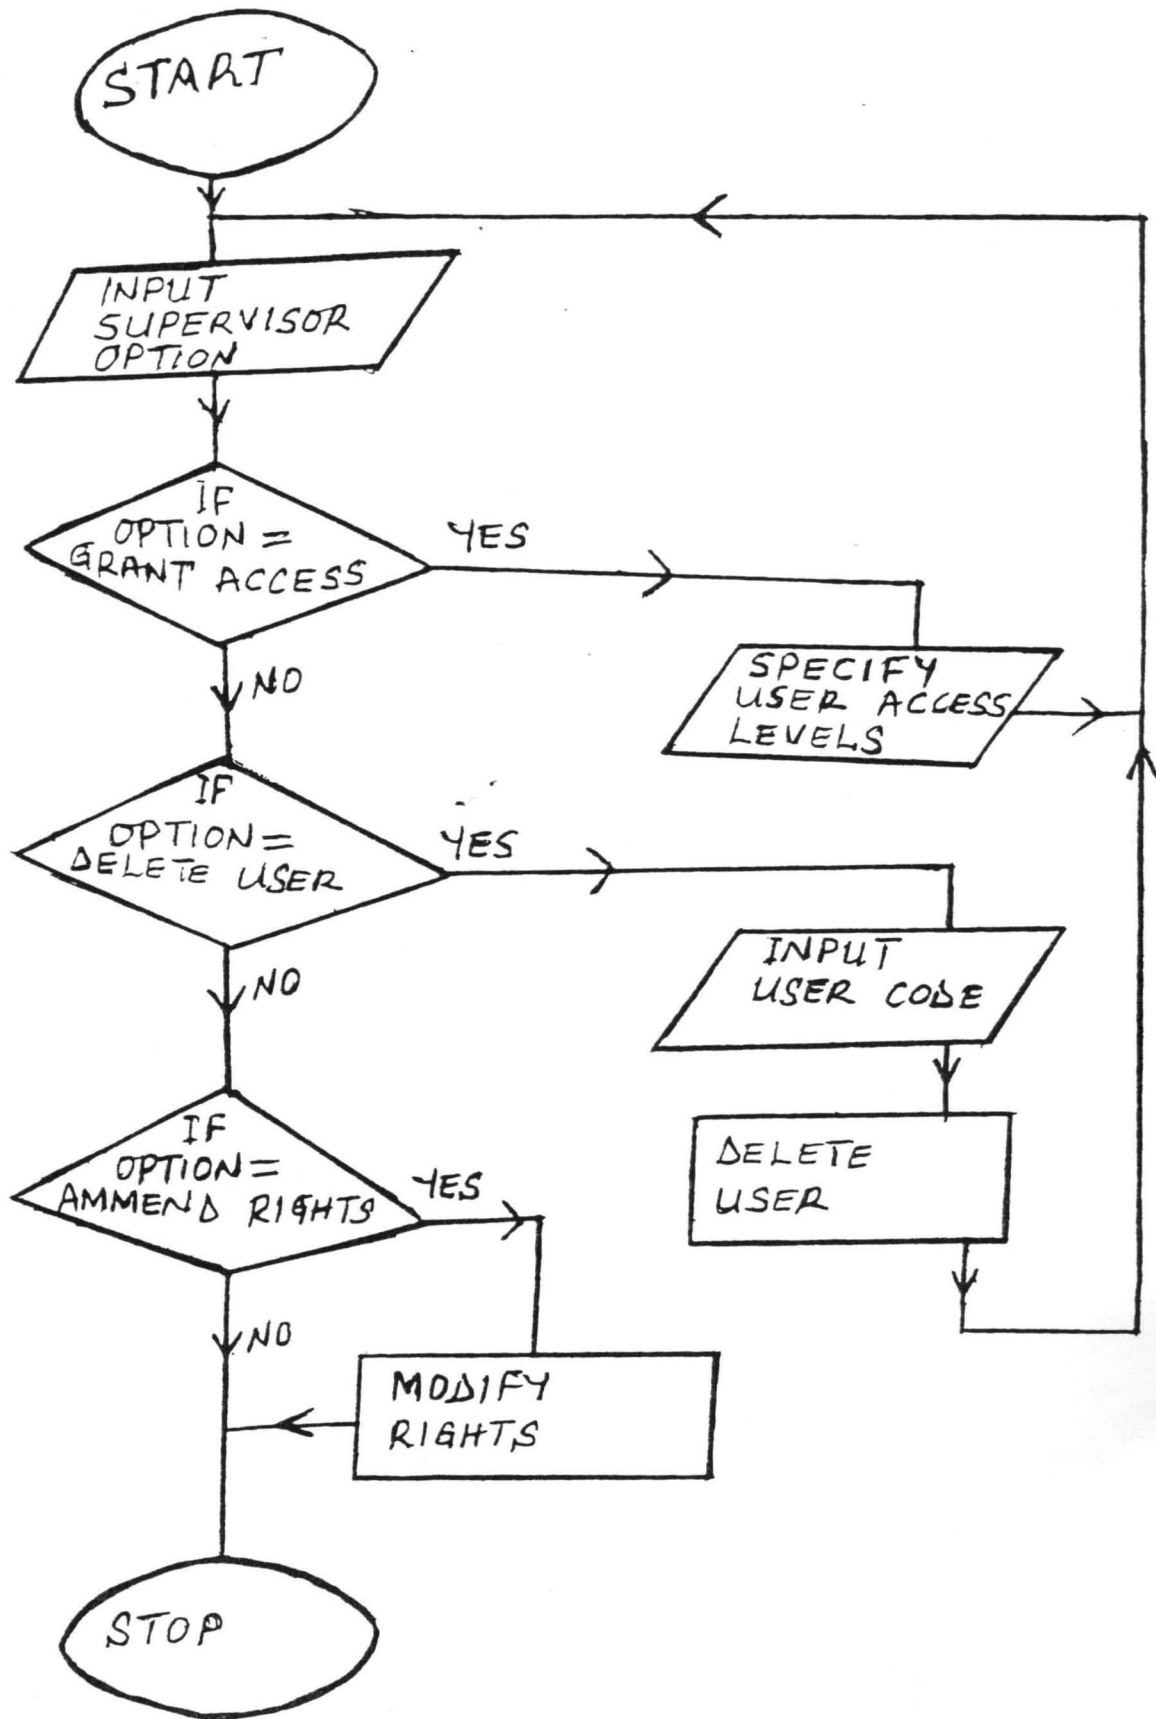 START
INPUT
SUPERVISOR
OPTION
IF
OPTION =
GRANT ACCESS
YES
SPECIFY
USER ACCESS
LEVELS
NO
IF
OPTION =
DELETE USER
YES
INPUT
USER CODE
DELETE
USER
NO
IF
OPTION =
AMMEND RIGHTS
YES
MODIFY
RIGHTS
NO
STOP